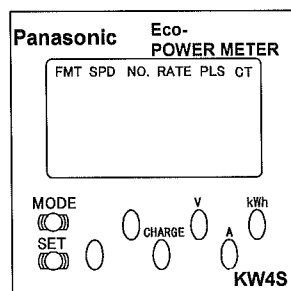 Panasonic Eco-
POWER METER
FMT SPD NO. RATE PLS CT
MODE V kWh
CHARGE A
SET
KW4S